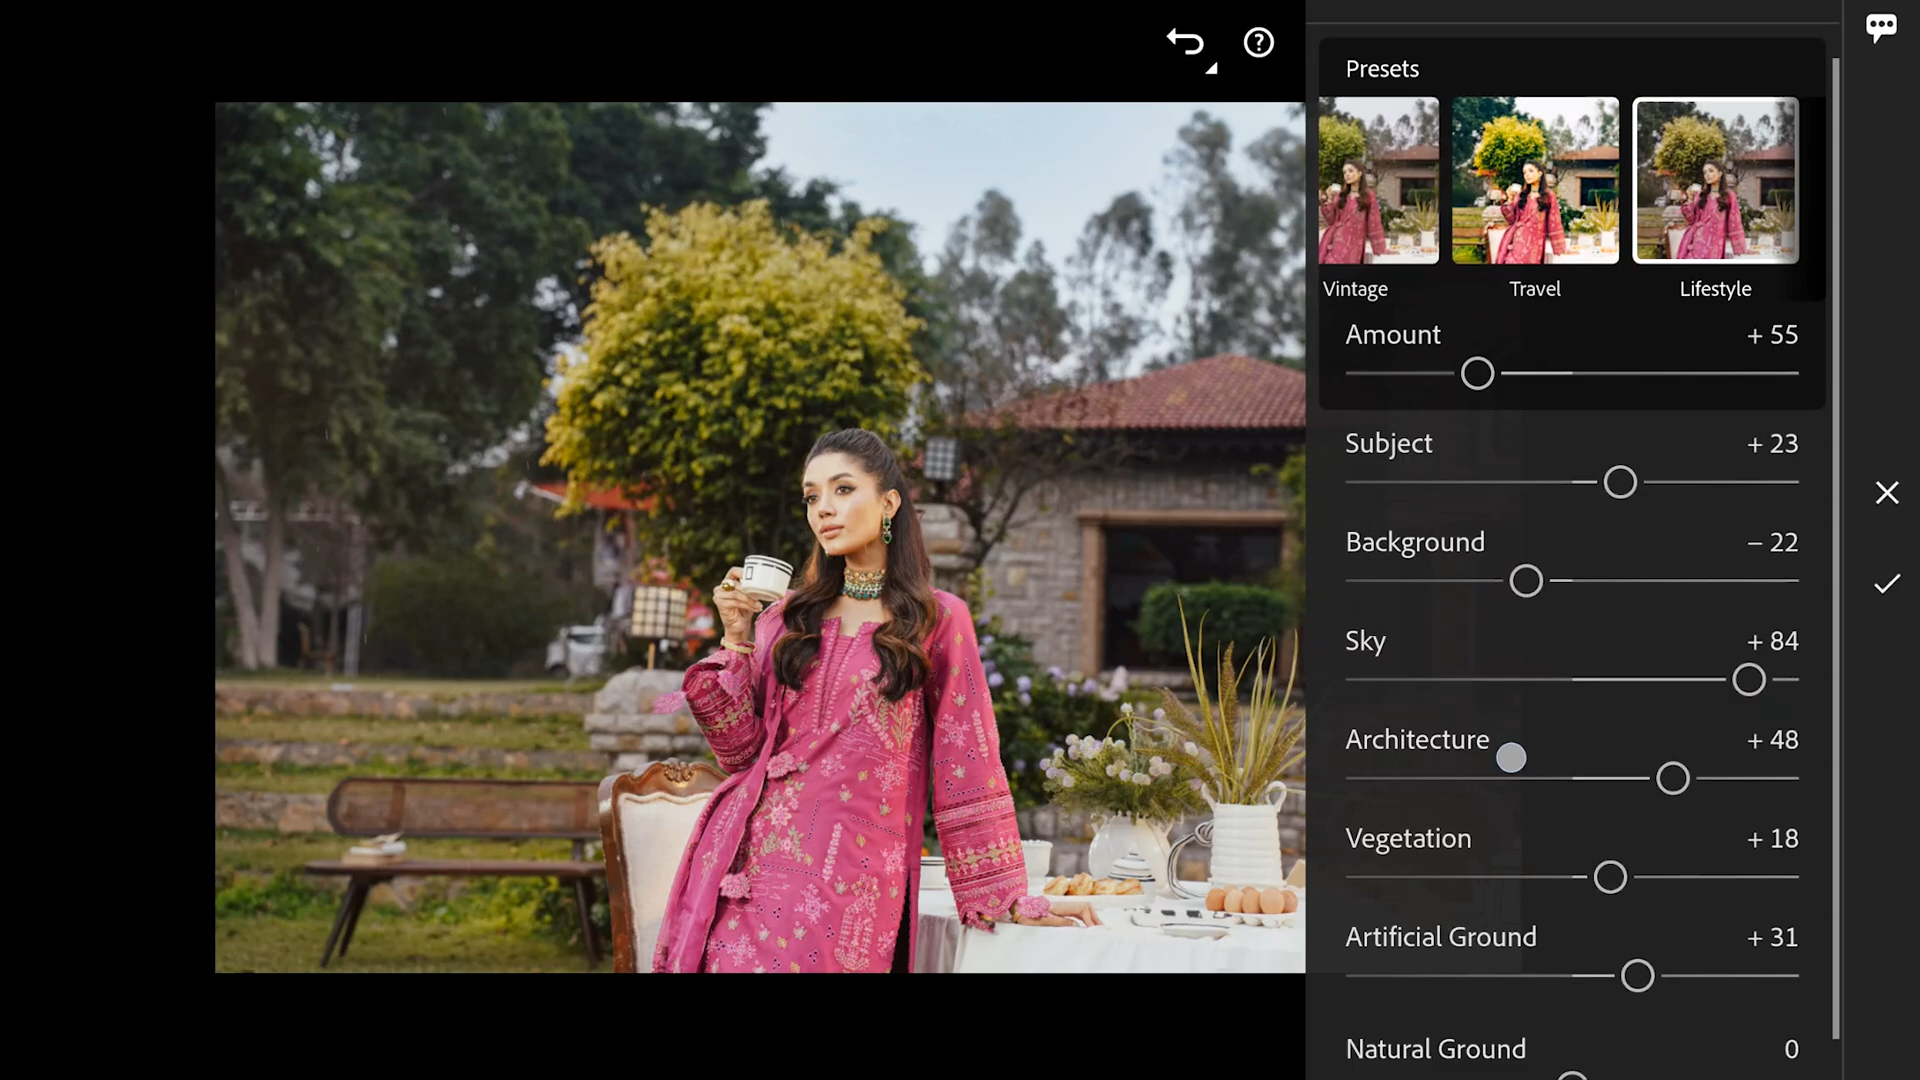 Presets
Vintage
Travel
Lifestyle
Amount + 55
Subject + 23
Background − 22
Sky + 84
Architecture + 48
Vegetation + 18
Artificial Ground + 31
Natural Ground 0